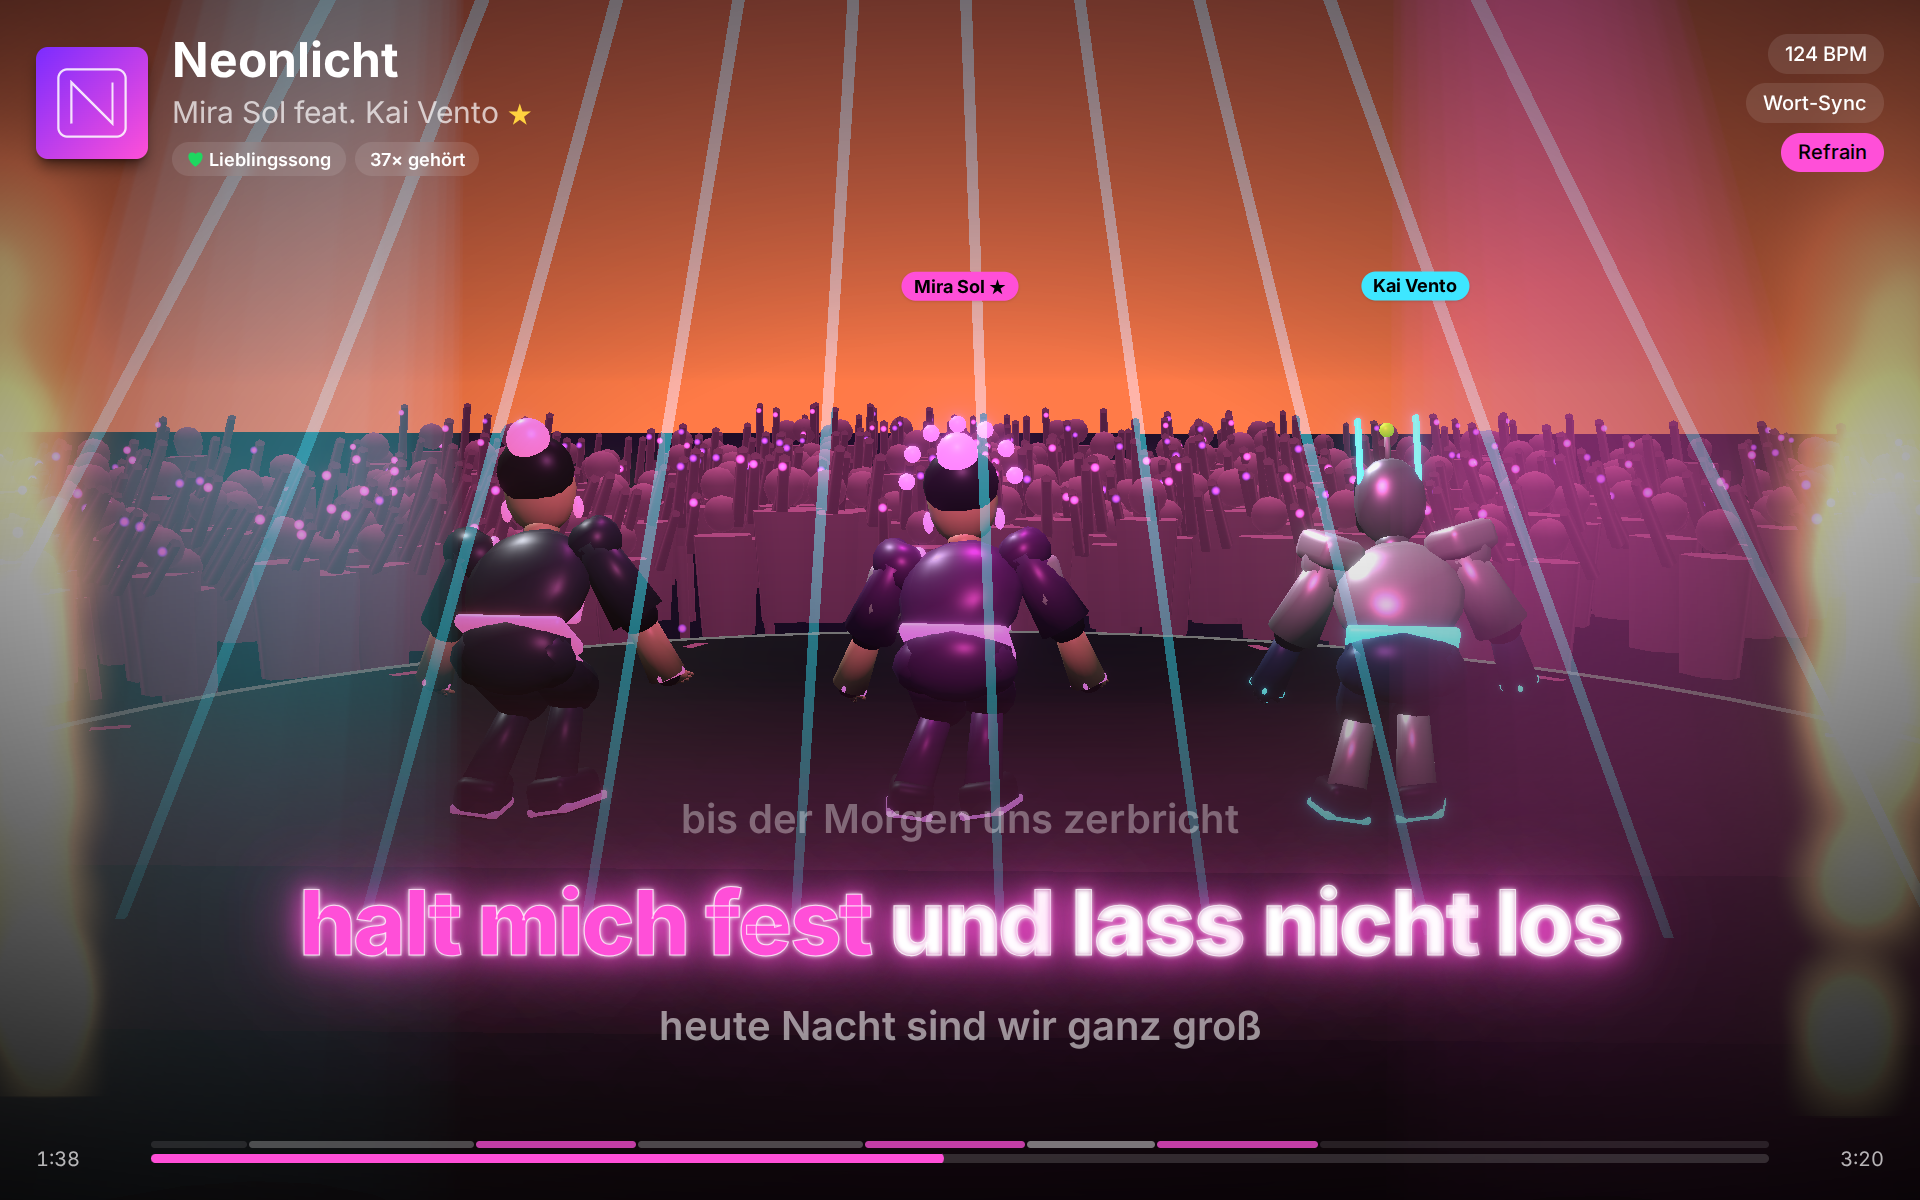 N
Neonlicht
Mira Sol feat. Kai Vento ★
Lieblingssong
37× gehört
124 BPM
Wort-Sync
Refrain
Mira Sol ★
Kai Vento
bis der Morgen uns zerbricht
halt mich fest und lass nicht los
heute Nacht sind wir ganz groß
1:38
3:20